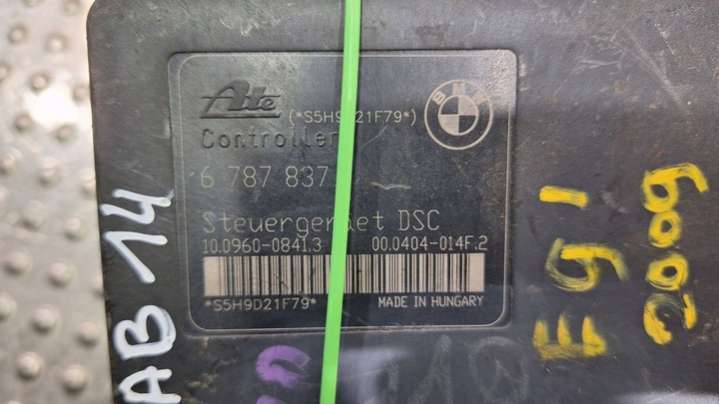 Ate
(*S5H9D21F79*)
BMW
Controller
6 787 837
Steuergeraet DSC
10.0960-0841.3
00.0404-014F.2
*S5H9D21F79*
MADE IN HUNGARY
AB 14
E91
2009